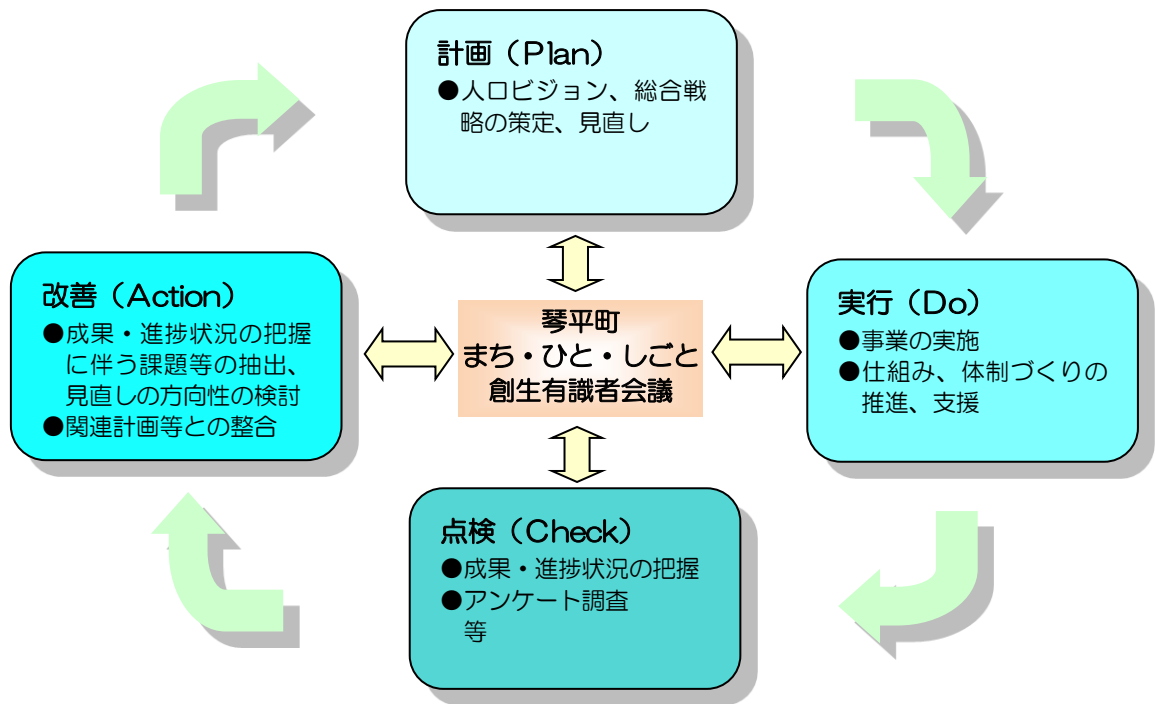 計画（Plan）
●人口ビジョン、総合戦
略の策定、見直し
改善（Action）
●成果・進捗状況の把握
に伴う課題等の抽出、
見直しの方向性の検討
●関連計画等との整合
琴平町
まち・ひと・しごと
創生有識者会議
実行（Do）
●事業の実施
●仕組み、体制づくりの
推進、支援
点検（Check）
●成果・進捗状況の把握
●アンケート調査
等